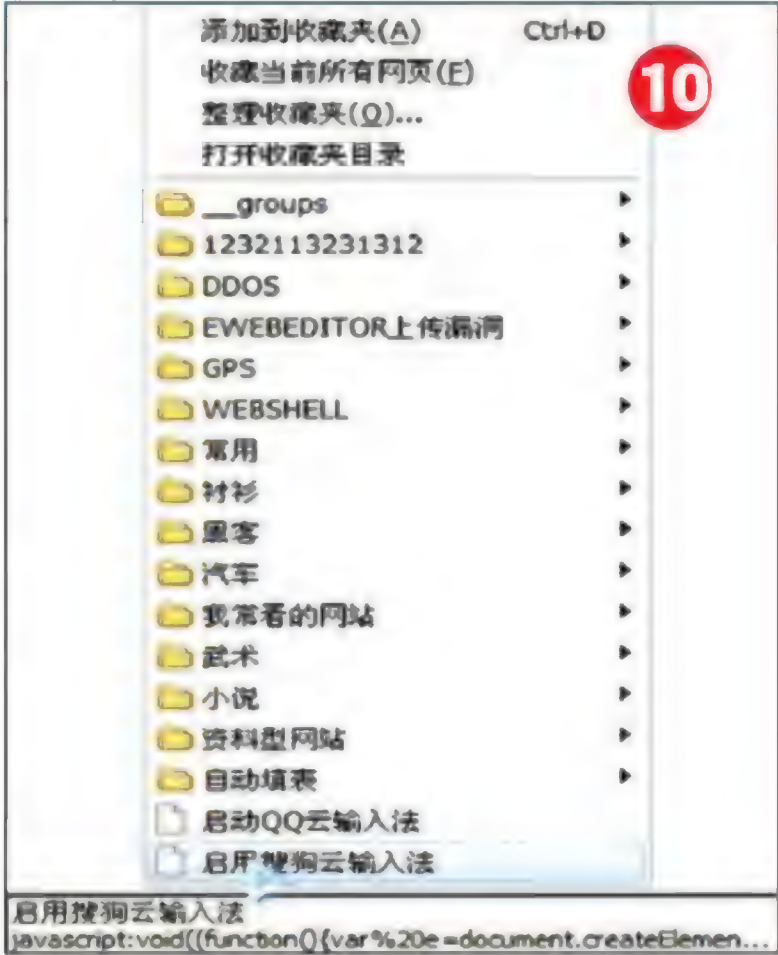 添加到收藏夹(A) Ctrl+D
收藏当前所有网页(E)
10
整理收藏夹(O)...
打开收藏夹目录
__groups
1232113231312
DDOS
EWEBEDITOR上传漏洞
GPS
WEBSHELL
常用
衬衫
黑客
汽车
我常看的网站
武术
小说
资料型网站
自动填表
启动QQ云输入法
启用搜狗云输入法
启用搜狗云输入法
javascript:void((function(){var%20e=document.createElemen...